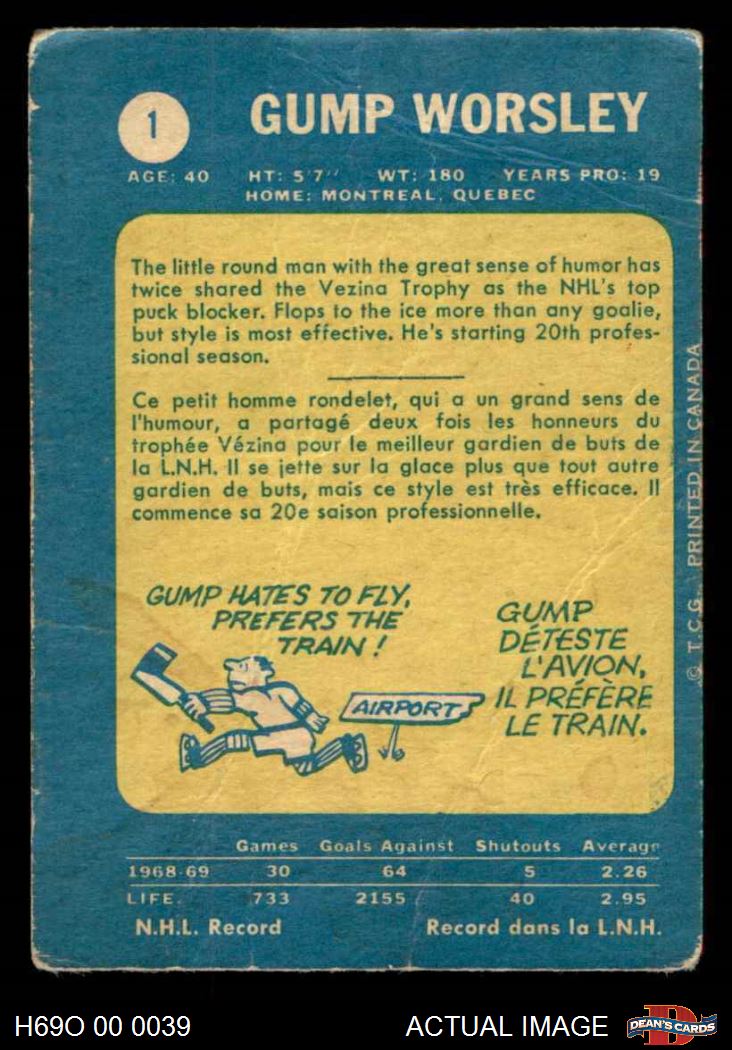 1
GUMP WORSLEY
AGE: 40 HT: 5'7'' WT: 180 YEARS PRO: 19
HOME: MONTREAL, QUEBEC
The little round man with the great sense of humor has
twice shared the Vezina Trophy as the NHL's top
puck blocker. Flops to the ice more than any goalie,
but style is most effective. He's starting 20th profes-
sional season.
Ce petit homme rondelet, qui a un grand sens de
l'humour, a partagé deux fois les honneurs du
trophée Vézina pour le meilleur gardien de buts de
la L.N.H. Il se jette sur la glace plus que tout autre
gardien de buts, mais ce style est très efficace. Il
commence sa 20e saison professionnelle.
GUMP HATES TO FLY,
PREFERS THE
TRAIN!
AIRPORT
GUMP
DÉTESTE
L'AVION,
IL PRÉFÈRE
LE TRAIN.
© T.C.G. PRINTED IN CANADA
Games Goals Against Shutouts Average
1968-69 30 64 5 2.26
LIFE. 733 2155 40 2.95
N.H.L. Record Record dans la L.N.H.
H69O 00 0039 ACTUAL IMAGE DEAN'S CARDS